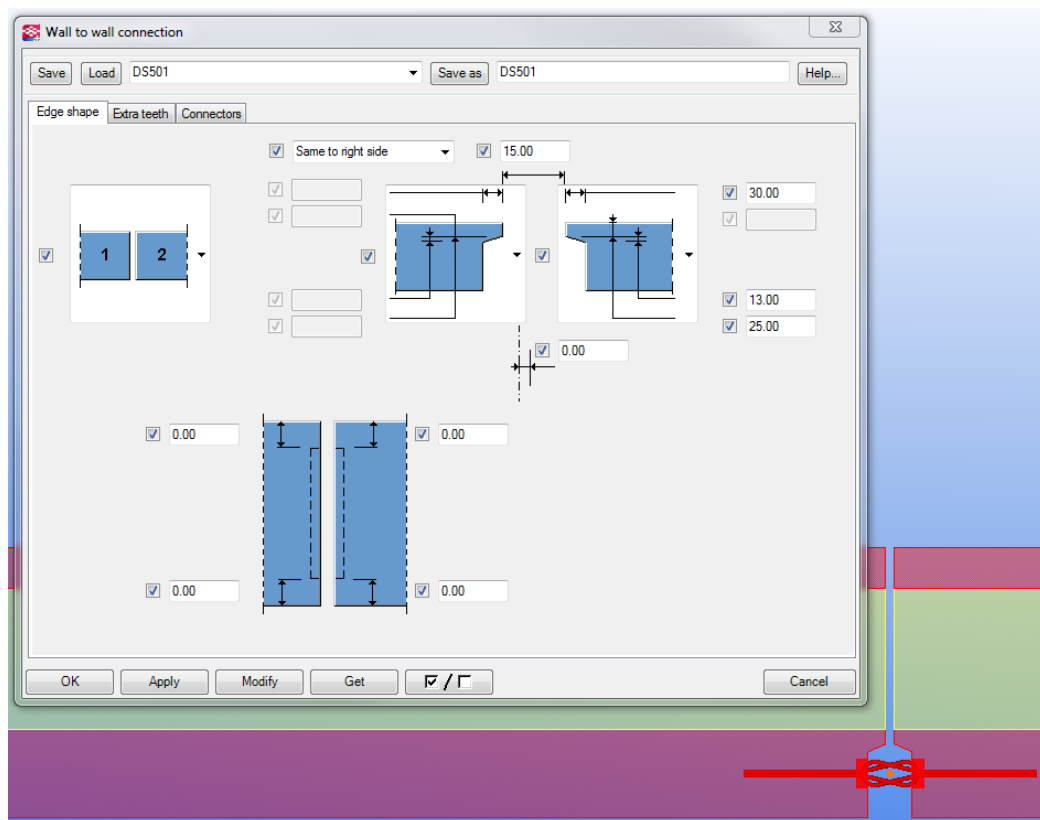 Wall to wall connection
Save Load DS501 Save as DS501 Help...
Edge shape Extra teeth Connectors
Same to right side 15.00
30.00
1 2
13.00
25.00
0.00
0.00 0.00
0.00 0.00
OK Apply Modify Get / Cancel